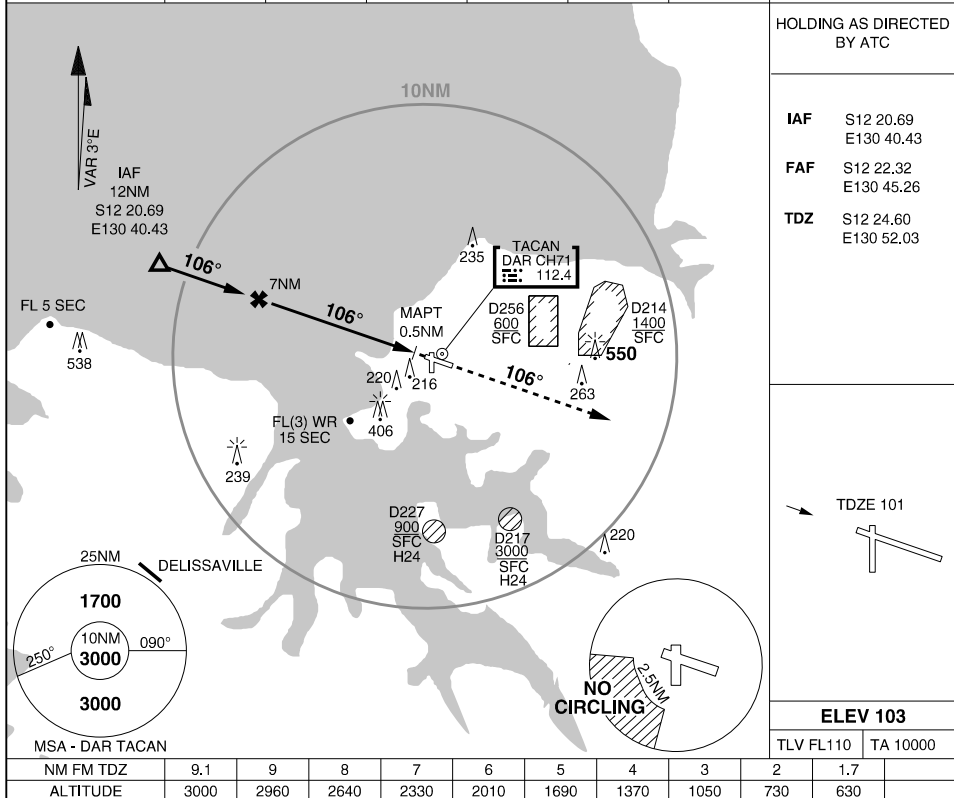 HOLDING AS DIRECTED
BY ATC
IAF S12 20.69
E130 40.43
FAF S12 22.32
E130 45.26
TDZ S12 24.60
E130 52.03
10NM
VAR 3°E
IAF
12NM
S12 20.69
E130 40.43
106°
7NM
106°
MAPT
0.5NM
106°
235
TACAN
DAR CH71
112.4
D256
600
SFC
D214
1400
SFC
550
263
FL 5 SEC
538
220
216
FL(3) WR
15 SEC
406
239
D227
900
SFC
H24
D217
3000
SFC
H24
220
DELISSAVILLE
25NM
1700
10NM
3000
250°
090°
3000
MSA - DAR TACAN
NO
CIRCLING
2.5NM
TDZE 101
ELEV 103
TLV FL110 TA 10000
NM FM TDZ 9.1 9 8 7 6 5 4 3 2 1.7
ALTITUDE 3000 2960 2640 2330 2010 1690 1370 1050 730 630